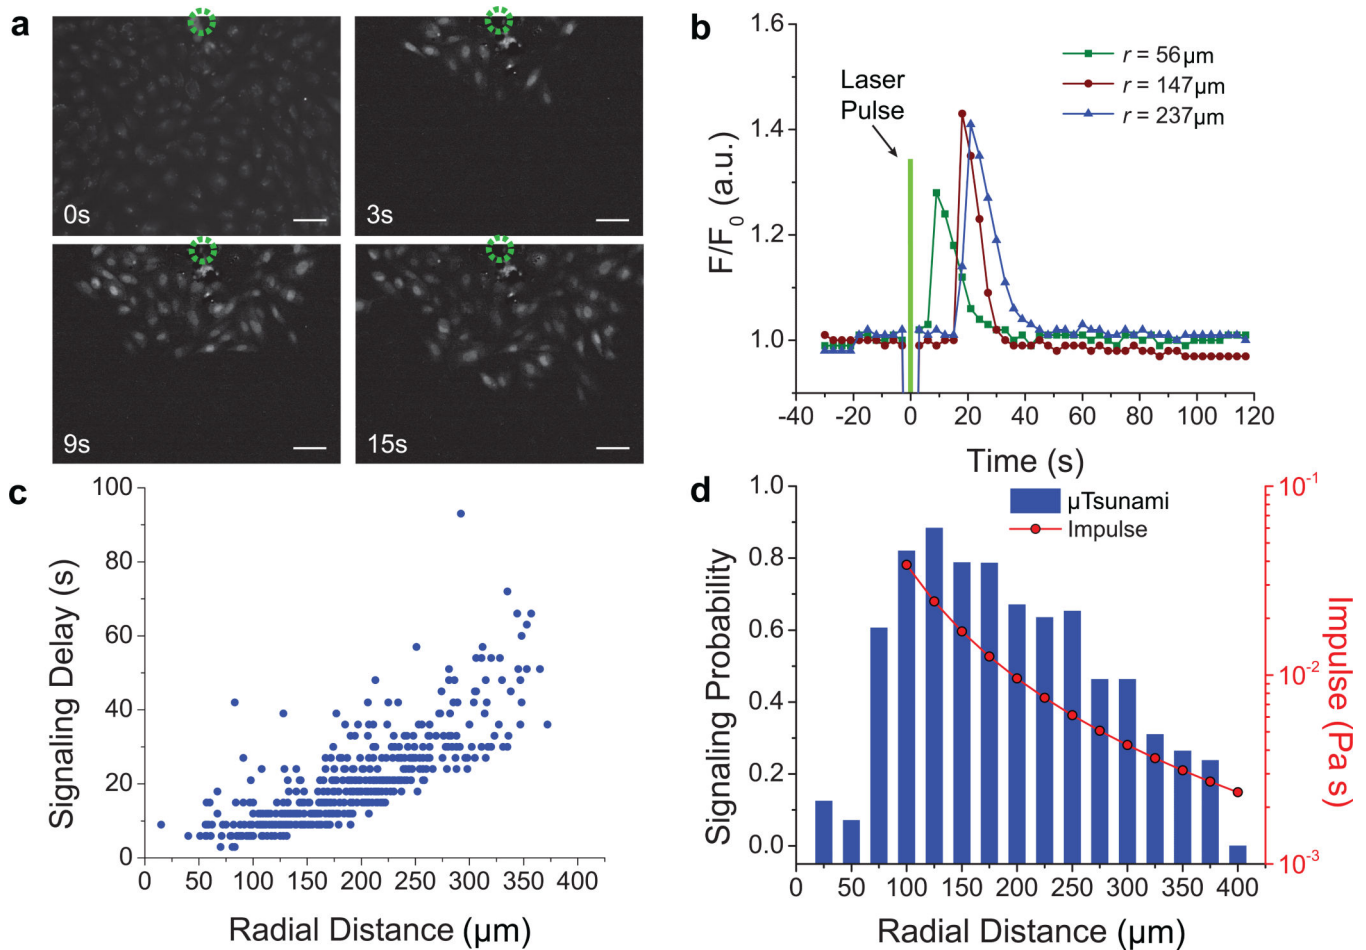 a
0s
3s
9s
15s
b
1.6
1.4
1.2
1.0
F/F0 (a.u.)
Laser
Pulse
r = 56µm
r = 147µm
r = 237µm
-40 -20 0 20 40 60 80 100 120
Time (s)
c
100
80
60
40
20
0
Signaling Delay (s)
0 50 100 150 200 250 300 350 400
Radial Distance (µm)
d
1.0
0.8
0.6
0.4
0.2
0.0
Signaling Probability
µTsunami
Impulse
10-1
10-2
10-3
Impulse (Pa s)
0 50 100 150 200 250 300 350 400
Radial Distance (µm)